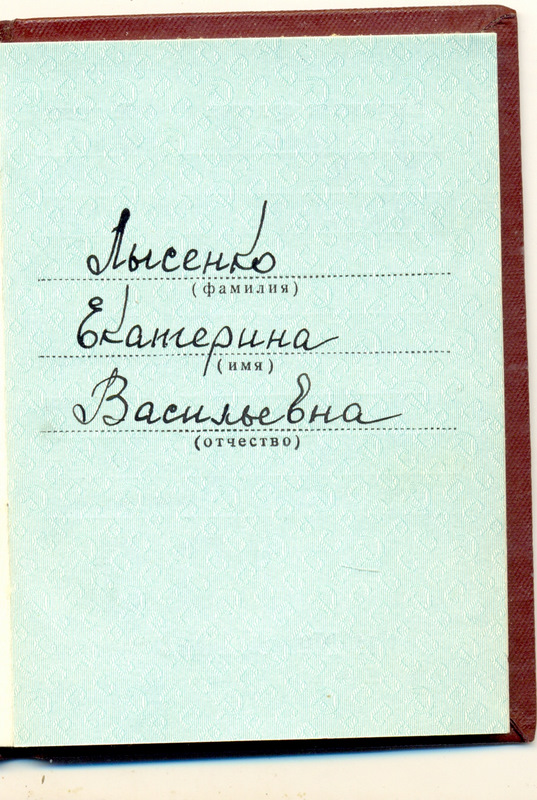 Лысенко
(фамилия)
Екатерина
(имя)
Васильевна
(отчество)